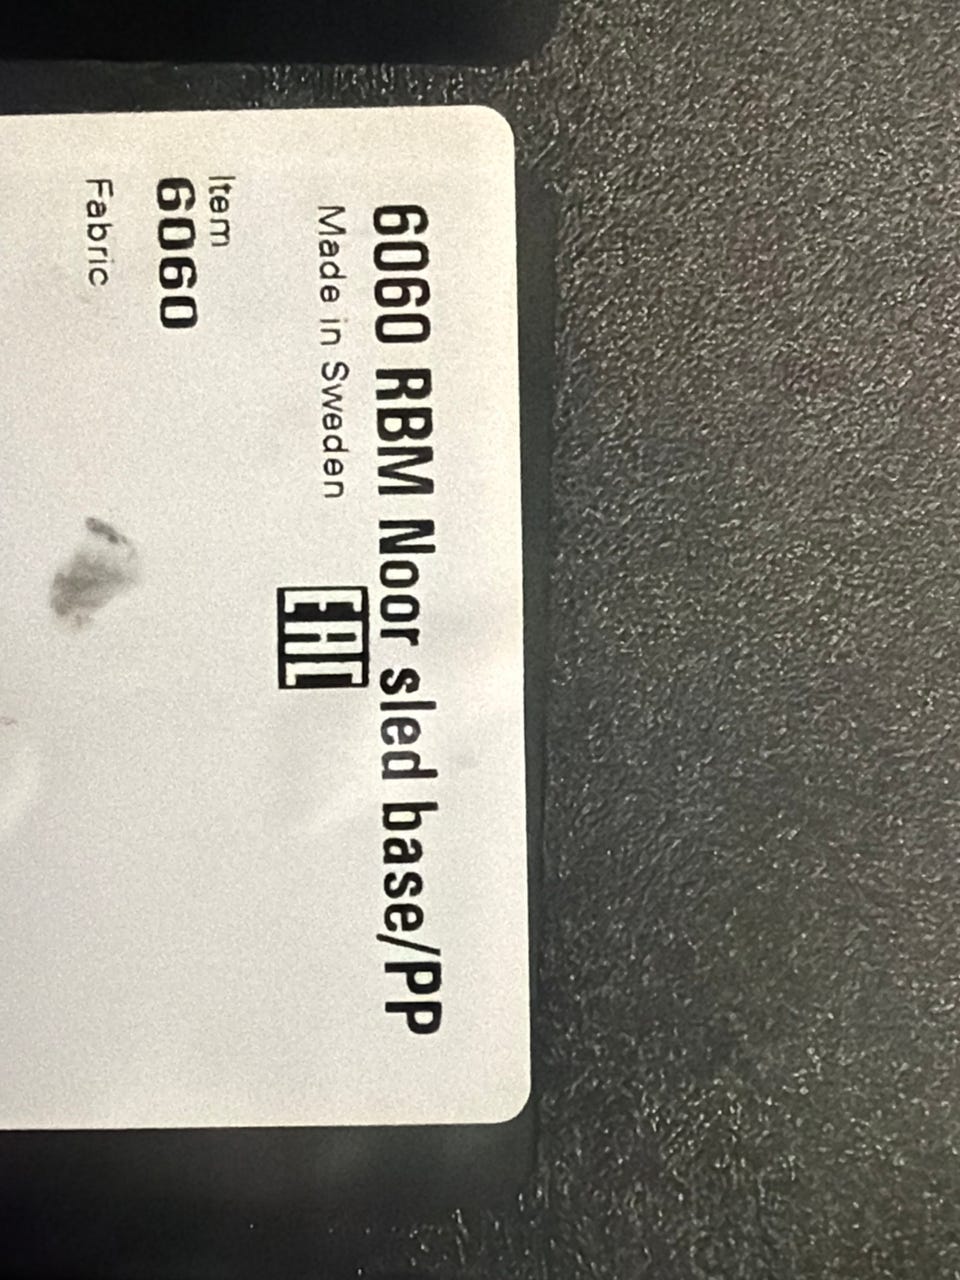 6060 RBM Noor sled base/PP
Made in Sweden
EAC
Item
6060
Fabric